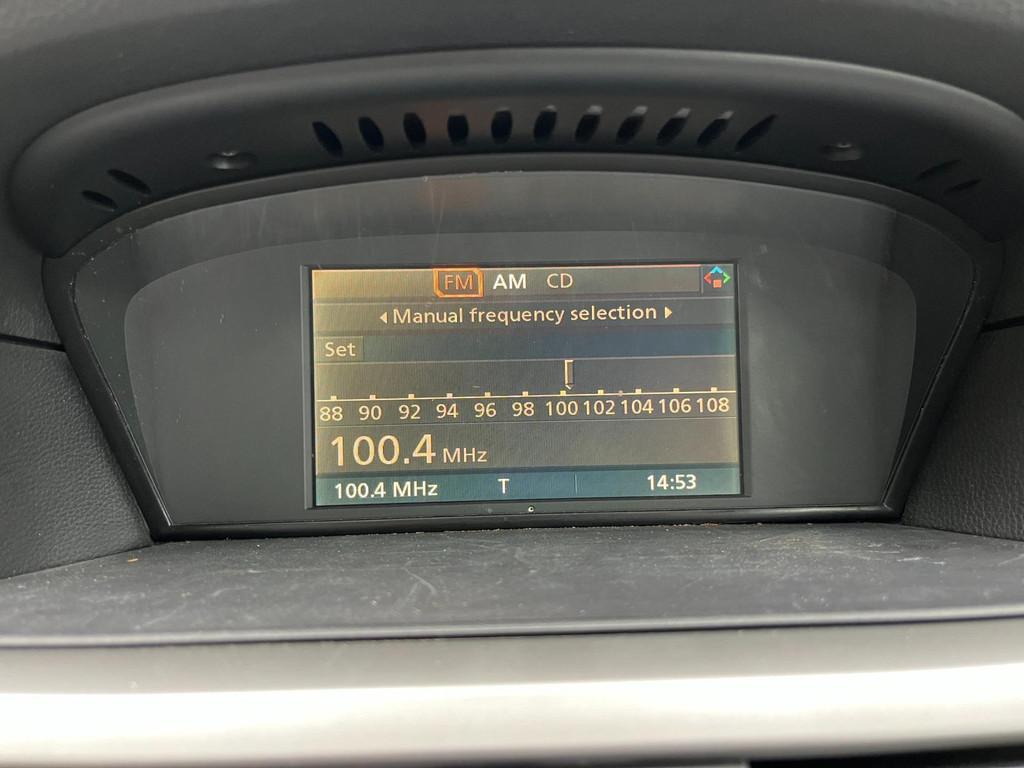 FM AM CD
Manual frequency selection
Set
88 90 92 94 96 98 100 102 104 106 108
100.4 MHz
100.4 MHz T 14:53